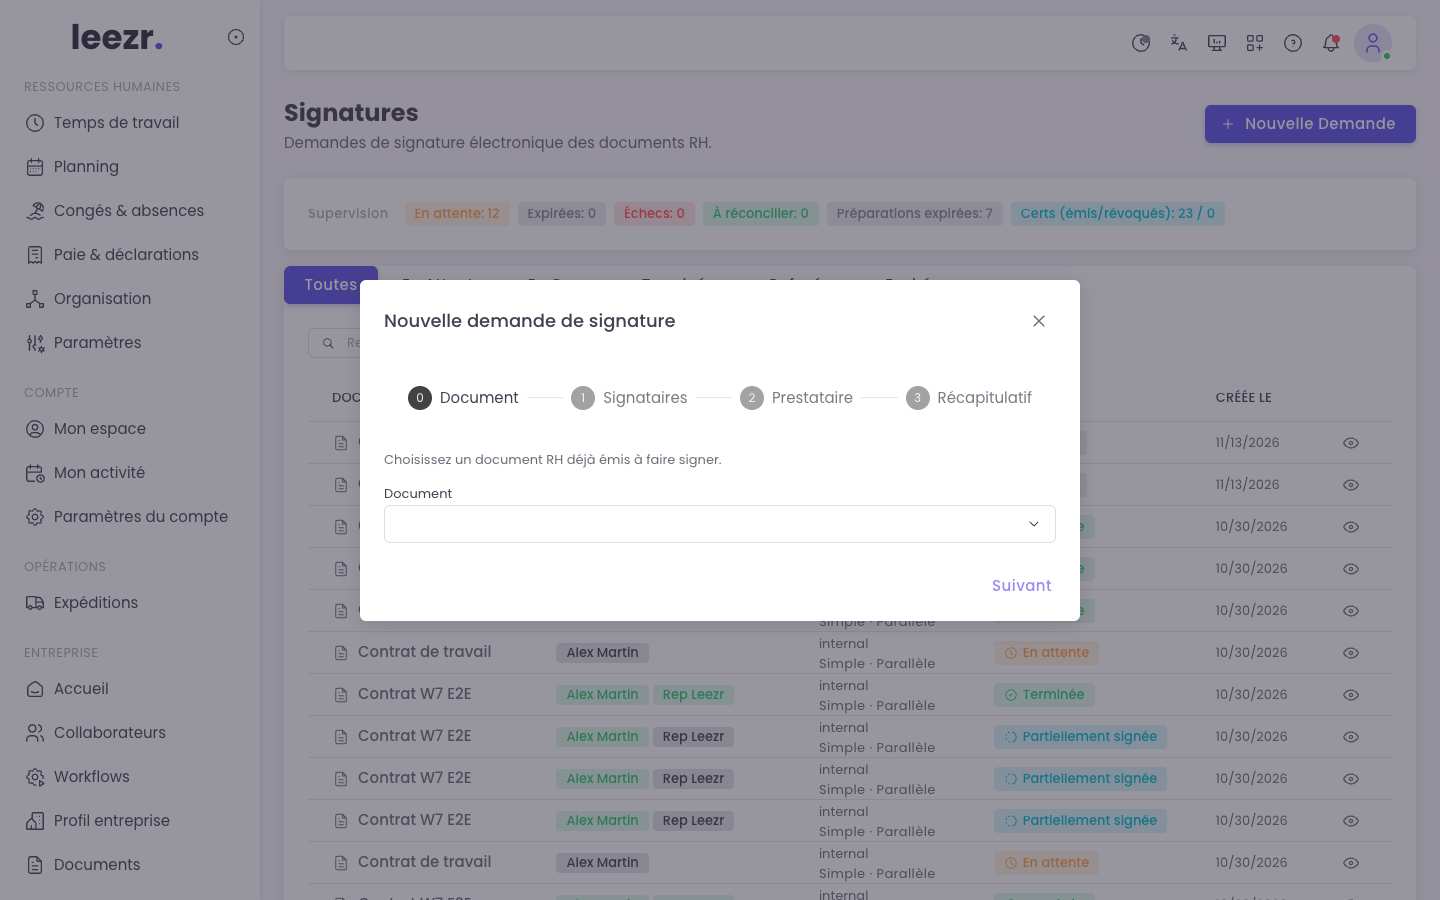 leezr.
RESSOURCES HUMAINES
Temps de travail
Planning
Congés & absences
Paie & déclarations
Organisation
Paramètres
COMPTE
Mon espace
Mon activité
Paramètres du compte
OPÉRATIONS
Expéditions
ENTREPRISE
Accueil
Collaborateurs
Workflows
Profil entreprise
Documents
Signatures
Demandes de signature électronique des documents RH.
Nouvelle Demande
Supervision En attente: 12 Expirées: 0 Échecs: 0 À réconcilier: 0 Préparations expirées: 7 Certs (émis/révoqués): 23 / 0
Toutes
Nouvelle demande de signature
0 Document 1 Signataires 2 Prestataire 3 Récapitulatif
Choisissez un document RH déjà émis à faire signer.
Document
Suivant
CRÉÉE LE
11/13/2026
11/13/2026
10/30/2026
10/30/2026
10/30/2026
Simple · Parallèle
Contrat de travail Alex Martin internal En attente 10/30/2026
Simple · Parallèle
Contrat W7 E2E Alex Martin Rep Leezr internal Terminée 10/30/2026
Simple · Parallèle
Contrat W7 E2E Alex Martin Rep Leezr internal Partiellement signée 10/30/2026
Simple · Parallèle
Contrat W7 E2E Alex Martin Rep Leezr internal Partiellement signée 10/30/2026
Simple · Parallèle
Contrat W7 E2E Alex Martin Rep Leezr internal Partiellement signée 10/30/2026
Simple · Parallèle
Contrat de travail Alex Martin internal En attente 10/30/2026
Simple · Parallèle
internal